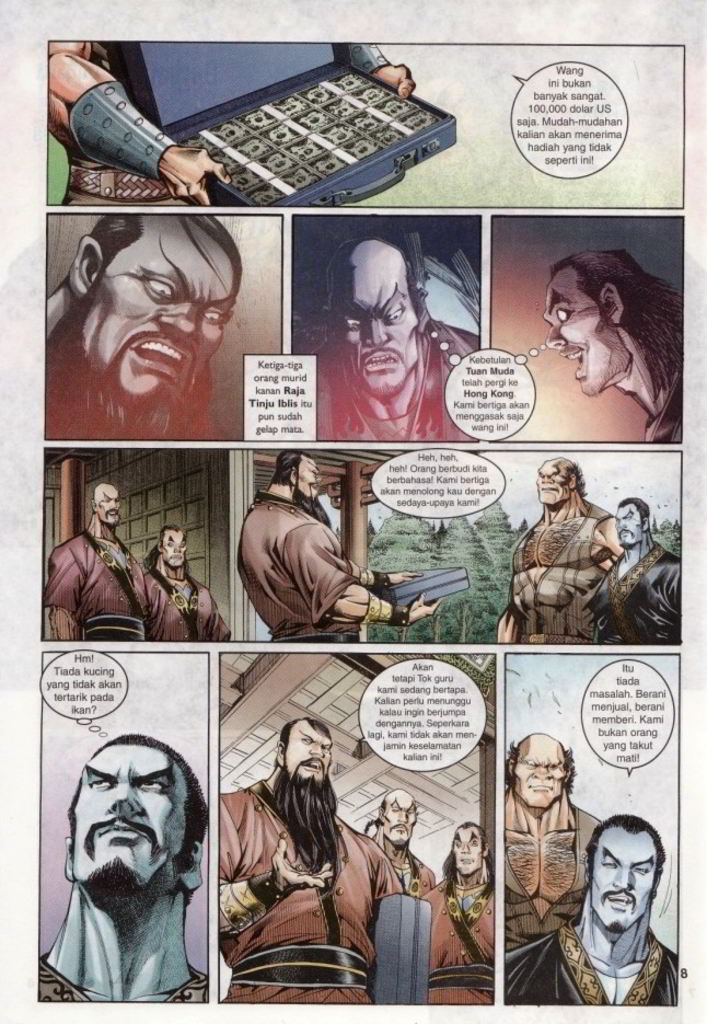 Wang
ini bukan
banyak sangat.
100,000 dolar US
saja. Mudah-mudahan
kalian akan menerima
hadiah yang tidak
seperti ini!
Ketiga-tiga
orang murid
kanan Raja
Tinju Iblis itu
pun sudah
gelap mata.
Kebetulan
Tuan Muda
telah pergi ke
Hong Kong.
Kami bertiga akan
menggasak saja
wang ini!
Heh, heh,
heh! Orang berbudi kita
berbahasa! Kami bertiga
akan menolong kau dengan
sedaya-upaya kami!
Hm!
Tiada kucing
yang tidak akan
tertarik pada
ikan?
Akan
tetapi Tok guru
kami sedang bertapa.
Kalian perlu menunggu
kalau ingin berjumpa
dengannya. Seperkara
lagi, kami tidak akan men-
jamin keselamatan
kalian ini!
Itu
tiada
masalah. Berani
menjual, berani
memberi. Kami
bukan orang
yang takut
mati!
8